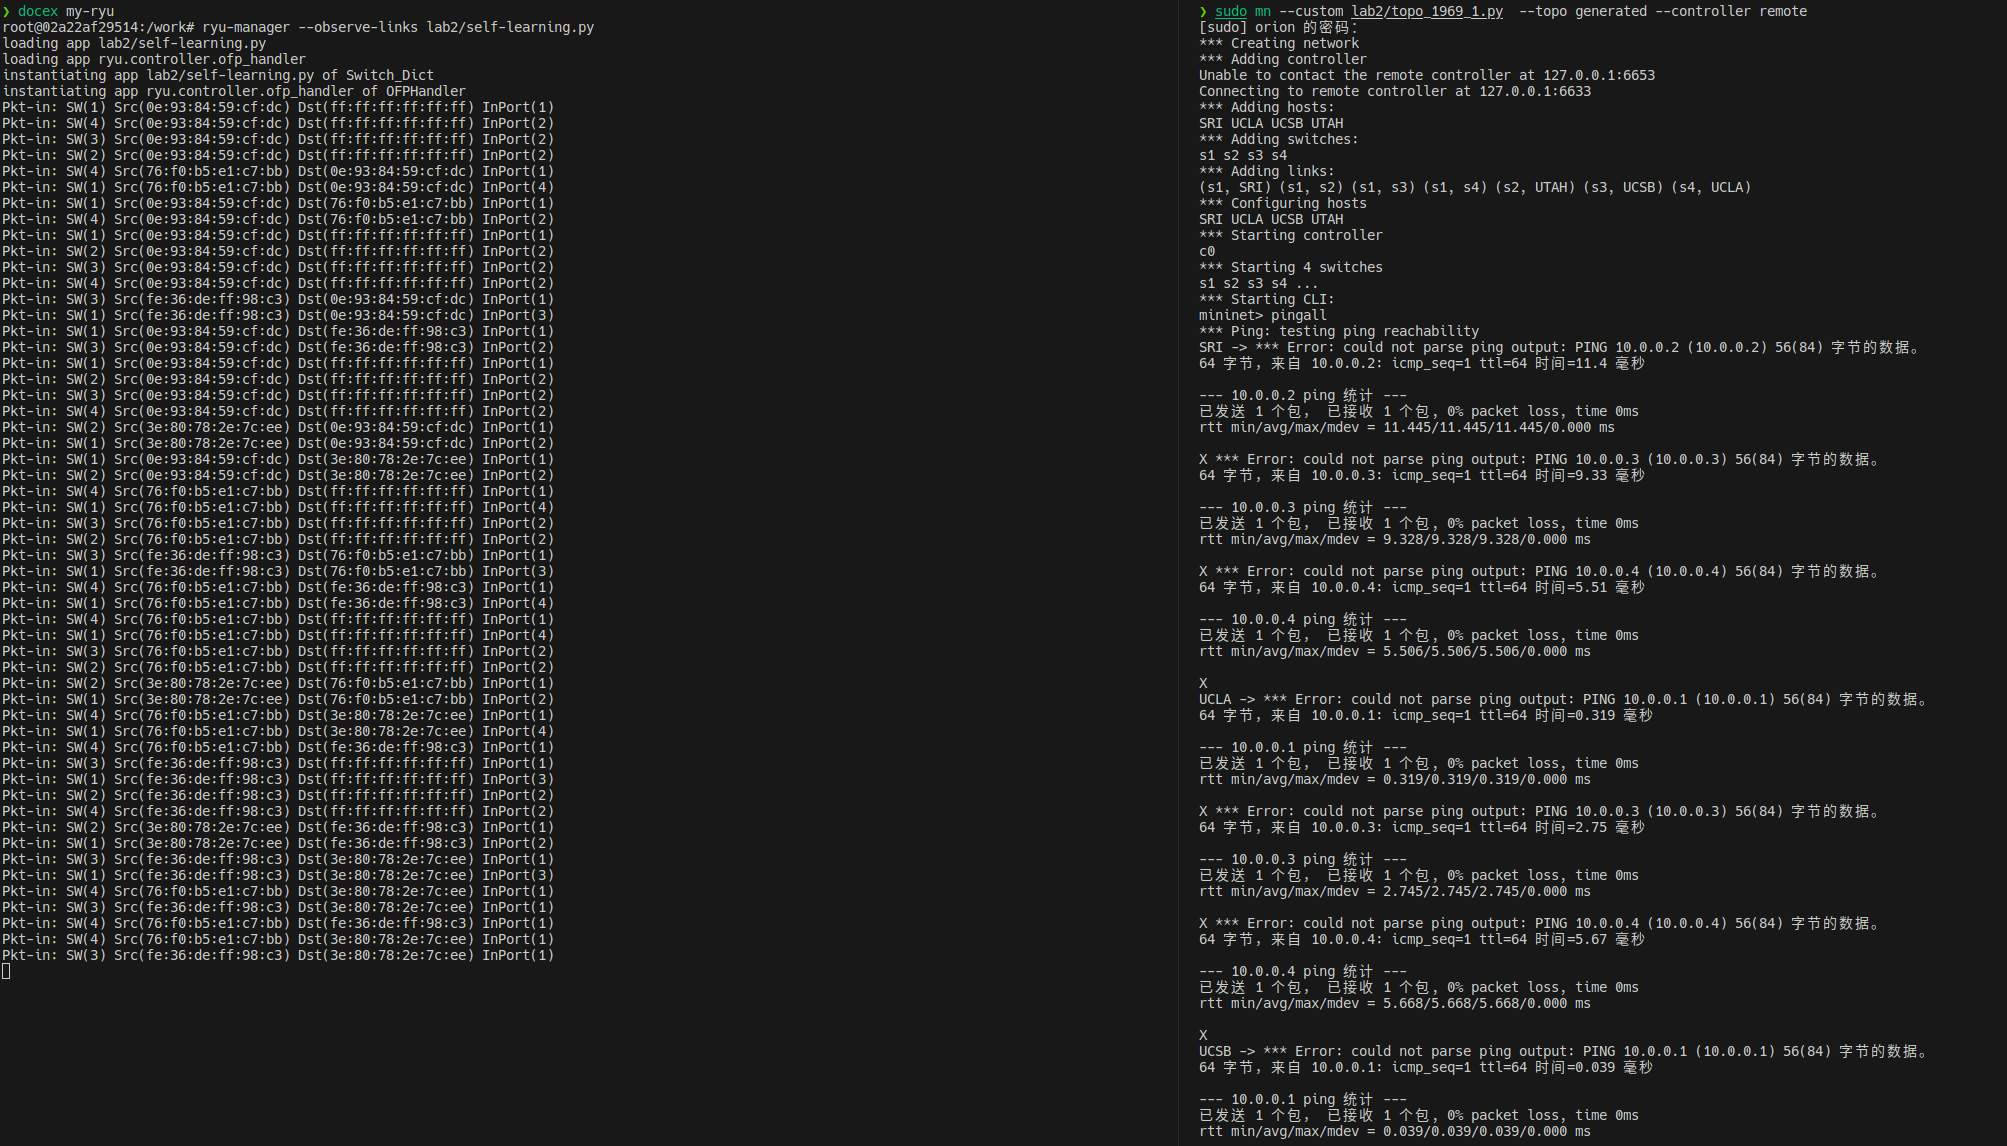 ❯ docex my-ryu
root@02a22af29514:/work# ryu-manager --observe-links lab2/self-learning.py
loading app lab2/self-learning.py
loading app ryu.controller.ofp_handler
instantiating app lab2/self-learning.py of Switch_Dict
instantiating app ryu.controller.ofp_handler of OFPHandler
Pkt-in: SW(1) Src(0e:93:84:59:cf:dc) Dst(ff:ff:ff:ff:ff:ff) InPort(1)
Pkt-in: SW(4) Src(0e:93:84:59:cf:dc) Dst(ff:ff:ff:ff:ff:ff) InPort(2)
Pkt-in: SW(3) Src(0e:93:84:59:cf:dc) Dst(ff:ff:ff:ff:ff:ff) InPort(2)
Pkt-in: SW(2) Src(0e:93:84:59:cf:dc) Dst(ff:ff:ff:ff:ff:ff) InPort(2)
Pkt-in: SW(4) Src(76:f0:b5:e1:c7:bb) Dst(0e:93:84:59:cf:dc) InPort(1)
Pkt-in: SW(1) Src(76:f0:b5:e1:c7:bb) Dst(0e:93:84:59:cf:dc) InPort(4)
Pkt-in: SW(1) Src(0e:93:84:59:cf:dc) Dst(76:f0:b5:e1:c7:bb) InPort(1)
Pkt-in: SW(4) Src(0e:93:84:59:cf:dc) Dst(76:f0:b5:e1:c7:bb) InPort(2)
Pkt-in: SW(1) Src(0e:93:84:59:cf:dc) Dst(ff:ff:ff:ff:ff:ff) InPort(1)
Pkt-in: SW(2) Src(0e:93:84:59:cf:dc) Dst(ff:ff:ff:ff:ff:ff) InPort(2)
Pkt-in: SW(3) Src(0e:93:84:59:cf:dc) Dst(ff:ff:ff:ff:ff:ff) InPort(2)
Pkt-in: SW(4) Src(0e:93:84:59:cf:dc) Dst(ff:ff:ff:ff:ff:ff) InPort(2)
Pkt-in: SW(3) Src(fe:36:de:ff:98:c3) Dst(0e:93:84:59:cf:dc) InPort(1)
Pkt-in: SW(1) Src(fe:36:de:ff:98:c3) Dst(0e:93:84:59:cf:dc) InPort(3)
Pkt-in: SW(1) Src(0e:93:84:59:cf:dc) Dst(fe:36:de:ff:98:c3) InPort(1)
Pkt-in: SW(3) Src(0e:93:84:59:cf:dc) Dst(fe:36:de:ff:98:c3) InPort(2)
Pkt-in: SW(1) Src(0e:93:84:59:cf:dc) Dst(ff:ff:ff:ff:ff:ff) InPort(1)
Pkt-in: SW(2) Src(0e:93:84:59:cf:dc) Dst(ff:ff:ff:ff:ff:ff) InPort(2)
Pkt-in: SW(3) Src(0e:93:84:59:cf:dc) Dst(ff:ff:ff:ff:ff:ff) InPort(2)
Pkt-in: SW(4) Src(0e:93:84:59:cf:dc) Dst(ff:ff:ff:ff:ff:ff) InPort(2)
Pkt-in: SW(2) Src(3e:80:78:2e:7c:ee) Dst(0e:93:84:59:cf:dc) InPort(1)
Pkt-in: SW(1) Src(3e:80:78:2e:7c:ee) Dst(0e:93:84:59:cf:dc) InPort(2)
Pkt-in: SW(1) Src(0e:93:84:59:cf:dc) Dst(3e:80:78:2e:7c:ee) InPort(1)
Pkt-in: SW(2) Src(0e:93:84:59:cf:dc) Dst(3e:80:78:2e:7c:ee) InPort(2)
Pkt-in: SW(4) Src(76:f0:b5:e1:c7:bb) Dst(ff:ff:ff:ff:ff:ff) InPort(1)
Pkt-in: SW(1) Src(76:f0:b5:e1:c7:bb) Dst(ff:ff:ff:ff:ff:ff) InPort(4)
Pkt-in: SW(3) Src(76:f0:b5:e1:c7:bb) Dst(ff:ff:ff:ff:ff:ff) InPort(2)
Pkt-in: SW(2) Src(76:f0:b5:e1:c7:bb) Dst(ff:ff:ff:ff:ff:ff) InPort(2)
Pkt-in: SW(3) Src(fe:36:de:ff:98:c3) Dst(76:f0:b5:e1:c7:bb) InPort(1)
Pkt-in: SW(1) Src(fe:36:de:ff:98:c3) Dst(76:f0:b5:e1:c7:bb) InPort(3)
Pkt-in: SW(4) Src(76:f0:b5:e1:c7:bb) Dst(fe:36:de:ff:98:c3) InPort(1)
Pkt-in: SW(1) Src(76:f0:b5:e1:c7:bb) Dst(fe:36:de:ff:98:c3) InPort(4)
Pkt-in: SW(4) Src(76:f0:b5:e1:c7:bb) Dst(ff:ff:ff:ff:ff:ff) InPort(1)
Pkt-in: SW(1) Src(76:f0:b5:e1:c7:bb) Dst(ff:ff:ff:ff:ff:ff) InPort(4)
Pkt-in: SW(3) Src(76:f0:b5:e1:c7:bb) Dst(ff:ff:ff:ff:ff:ff) InPort(2)
Pkt-in: SW(2) Src(76:f0:b5:e1:c7:bb) Dst(ff:ff:ff:ff:ff:ff) InPort(2)
Pkt-in: SW(2) Src(3e:80:78:2e:7c:ee) Dst(76:f0:b5:e1:c7:bb) InPort(1)
Pkt-in: SW(1) Src(3e:80:78:2e:7c:ee) Dst(76:f0:b5:e1:c7:bb) InPort(2)
Pkt-in: SW(4) Src(76:f0:b5:e1:c7:bb) Dst(3e:80:78:2e:7c:ee) InPort(1)
Pkt-in: SW(1) Src(76:f0:b5:e1:c7:bb) Dst(3e:80:78:2e:7c:ee) InPort(4)
Pkt-in: SW(4) Src(76:f0:b5:e1:c7:bb) Dst(fe:36:de:ff:98:c3) InPort(1)
Pkt-in: SW(3) Src(fe:36:de:ff:98:c3) Dst(ff:ff:ff:ff:ff:ff) InPort(1)
Pkt-in: SW(1) Src(fe:36:de:ff:98:c3) Dst(ff:ff:ff:ff:ff:ff) InPort(3)
Pkt-in: SW(2) Src(fe:36:de:ff:98:c3) Dst(ff:ff:ff:ff:ff:ff) InPort(2)
Pkt-in: SW(4) Src(fe:36:de:ff:98:c3) Dst(ff:ff:ff:ff:ff:ff) InPort(2)
Pkt-in: SW(2) Src(3e:80:78:2e:7c:ee) Dst(fe:36:de:ff:98:c3) InPort(1)
Pkt-in: SW(1) Src(3e:80:78:2e:7c:ee) Dst(fe:36:de:ff:98:c3) InPort(2)
Pkt-in: SW(3) Src(fe:36:de:ff:98:c3) Dst(3e:80:78:2e:7c:ee) InPort(1)
Pkt-in: SW(1) Src(fe:36:de:ff:98:c3) Dst(3e:80:78:2e:7c:ee) InPort(3)
Pkt-in: SW(4) Src(76:f0:b5:e1:c7:bb) Dst(3e:80:78:2e:7c:ee) InPort(1)
Pkt-in: SW(3) Src(fe:36:de:ff:98:c3) Dst(3e:80:78:2e:7c:ee) InPort(1)
Pkt-in: SW(4) Src(76:f0:b5:e1:c7:bb) Dst(fe:36:de:ff:98:c3) InPort(1)
Pkt-in: SW(4) Src(76:f0:b5:e1:c7:bb) Dst(3e:80:78:2e:7c:ee) InPort(1)
Pkt-in: SW(3) Src(fe:36:de:ff:98:c3) Dst(3e:80:78:2e:7c:ee) InPort(1)
❯ sudo mn --custom lab2/topo_1969_1.py  --topo generated --controller remote
[sudo] orion 的密码：
*** Creating network
*** Adding controller
Unable to contact the remote controller at 127.0.0.1:6653
Connecting to remote controller at 127.0.0.1:6633
*** Adding hosts:
SRI UCLA UCSB UTAH
*** Adding switches:
s1 s2 s3 s4
*** Adding links:
(s1, SRI) (s1, s2) (s1, s3) (s1, s4) (s2, UTAH) (s3, UCSB) (s4, UCLA)
*** Configuring hosts
SRI UCLA UCSB UTAH
*** Starting controller
c0
*** Starting 4 switches
s1 s2 s3 s4 ...
*** Starting CLI:
mininet> pingall
*** Ping: testing ping reachability
SRI -> *** Error: could not parse ping output: PING 10.0.0.2 (10.0.0.2) 56(84) 字节的数据。
64 字节，来自 10.0.0.2: icmp_seq=1 ttl=64 时间=11.4 毫秒
--- 10.0.0.2 ping 统计 ---
已发送 1 个包， 已接收 1 个包, 0% packet loss, time 0ms
rtt min/avg/max/mdev = 11.445/11.445/11.445/0.000 ms
X *** Error: could not parse ping output: PING 10.0.0.3 (10.0.0.3) 56(84) 字节的数据。
64 字节，来自 10.0.0.3: icmp_seq=1 ttl=64 时间=9.33 毫秒
--- 10.0.0.3 ping 统计 ---
已发送 1 个包， 已接收 1 个包, 0% packet loss, time 0ms
rtt min/avg/max/mdev = 9.328/9.328/9.328/0.000 ms
X *** Error: could not parse ping output: PING 10.0.0.4 (10.0.0.4) 56(84) 字节的数据。
64 字节，来自 10.0.0.4: icmp_seq=1 ttl=64 时间=5.51 毫秒
--- 10.0.0.4 ping 统计 ---
已发送 1 个包， 已接收 1 个包, 0% packet loss, time 0ms
rtt min/avg/max/mdev = 5.506/5.506/5.506/0.000 ms
X
UCLA -> *** Error: could not parse ping output: PING 10.0.0.1 (10.0.0.1) 56(84) 字节的数据。
64 字节，来自 10.0.0.1: icmp_seq=1 ttl=64 时间=0.319 毫秒
--- 10.0.0.1 ping 统计 ---
已发送 1 个包， 已接收 1 个包, 0% packet loss, time 0ms
rtt min/avg/max/mdev = 0.319/0.319/0.319/0.000 ms
X *** Error: could not parse ping output: PING 10.0.0.3 (10.0.0.3) 56(84) 字节的数据。
64 字节，来自 10.0.0.3: icmp_seq=1 ttl=64 时间=2.75 毫秒
--- 10.0.0.3 ping 统计 ---
已发送 1 个包， 已接收 1 个包, 0% packet loss, time 0ms
rtt min/avg/max/mdev = 2.745/2.745/2.745/0.000 ms
X *** Error: could not parse ping output: PING 10.0.0.4 (10.0.0.4) 56(84) 字节的数据。
64 字节，来自 10.0.0.4: icmp_seq=1 ttl=64 时间=5.67 毫秒
--- 10.0.0.4 ping 统计 ---
已发送 1 个包， 已接收 1 个包, 0% packet loss, time 0ms
rtt min/avg/max/mdev = 5.668/5.668/5.668/0.000 ms
X
UCSB -> *** Error: could not parse ping output: PING 10.0.0.1 (10.0.0.1) 56(84) 字节的数据。
64 字节，来自 10.0.0.1: icmp_seq=1 ttl=64 时间=0.039 毫秒
--- 10.0.0.1 ping 统计 ---
已发送 1 个包， 已接收 1 个包, 0% packet loss, time 0ms
rtt min/avg/max/mdev = 0.039/0.039/0.039/0.000 ms